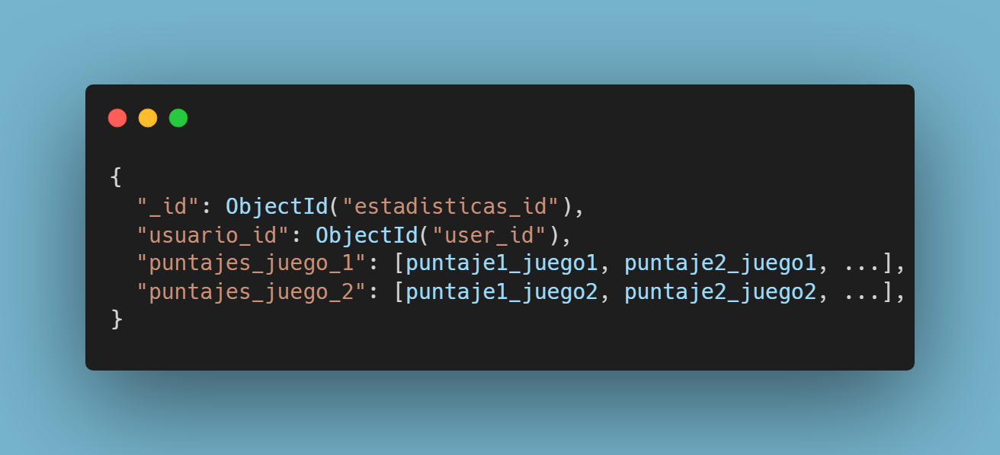 {
  "_id": ObjectId("estadisticas_id"),
  "usuario_id": ObjectId("user_id"),
  "puntajes_juego_1": [puntaje1_juego1, puntaje2_juego1, ...],
  "puntajes_juego_2": [puntaje1_juego2, puntaje2_juego2, ...],
}